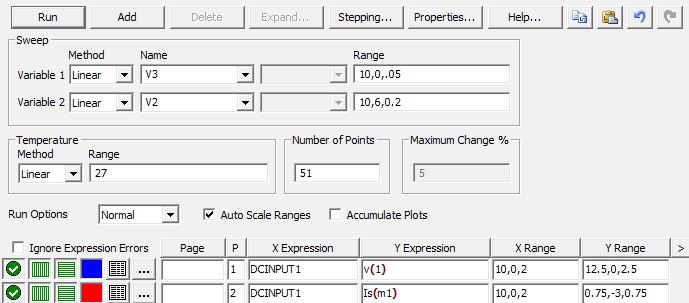 Run Add Delete Expand... Stepping... Properties... Help...
Sweep
Method Name Range
Variable 1 Linear V3 10,0,.05
Variable 2 Linear V2 10,6,0.2
Temperature Number of Points Maximum Change %
Method Range
Linear 27 51 5
Run Options Normal Auto Scale Ranges Accumulate Plots
Ignore Expression Errors Page P X Expression Y Expression X Range Y Range >
... 1 DCINPUT1 v(1) 10,0,2 12.5,0,2.5
... 2 DCINPUT1 Is(m1) 10,0,2 0.75,-3,0.75